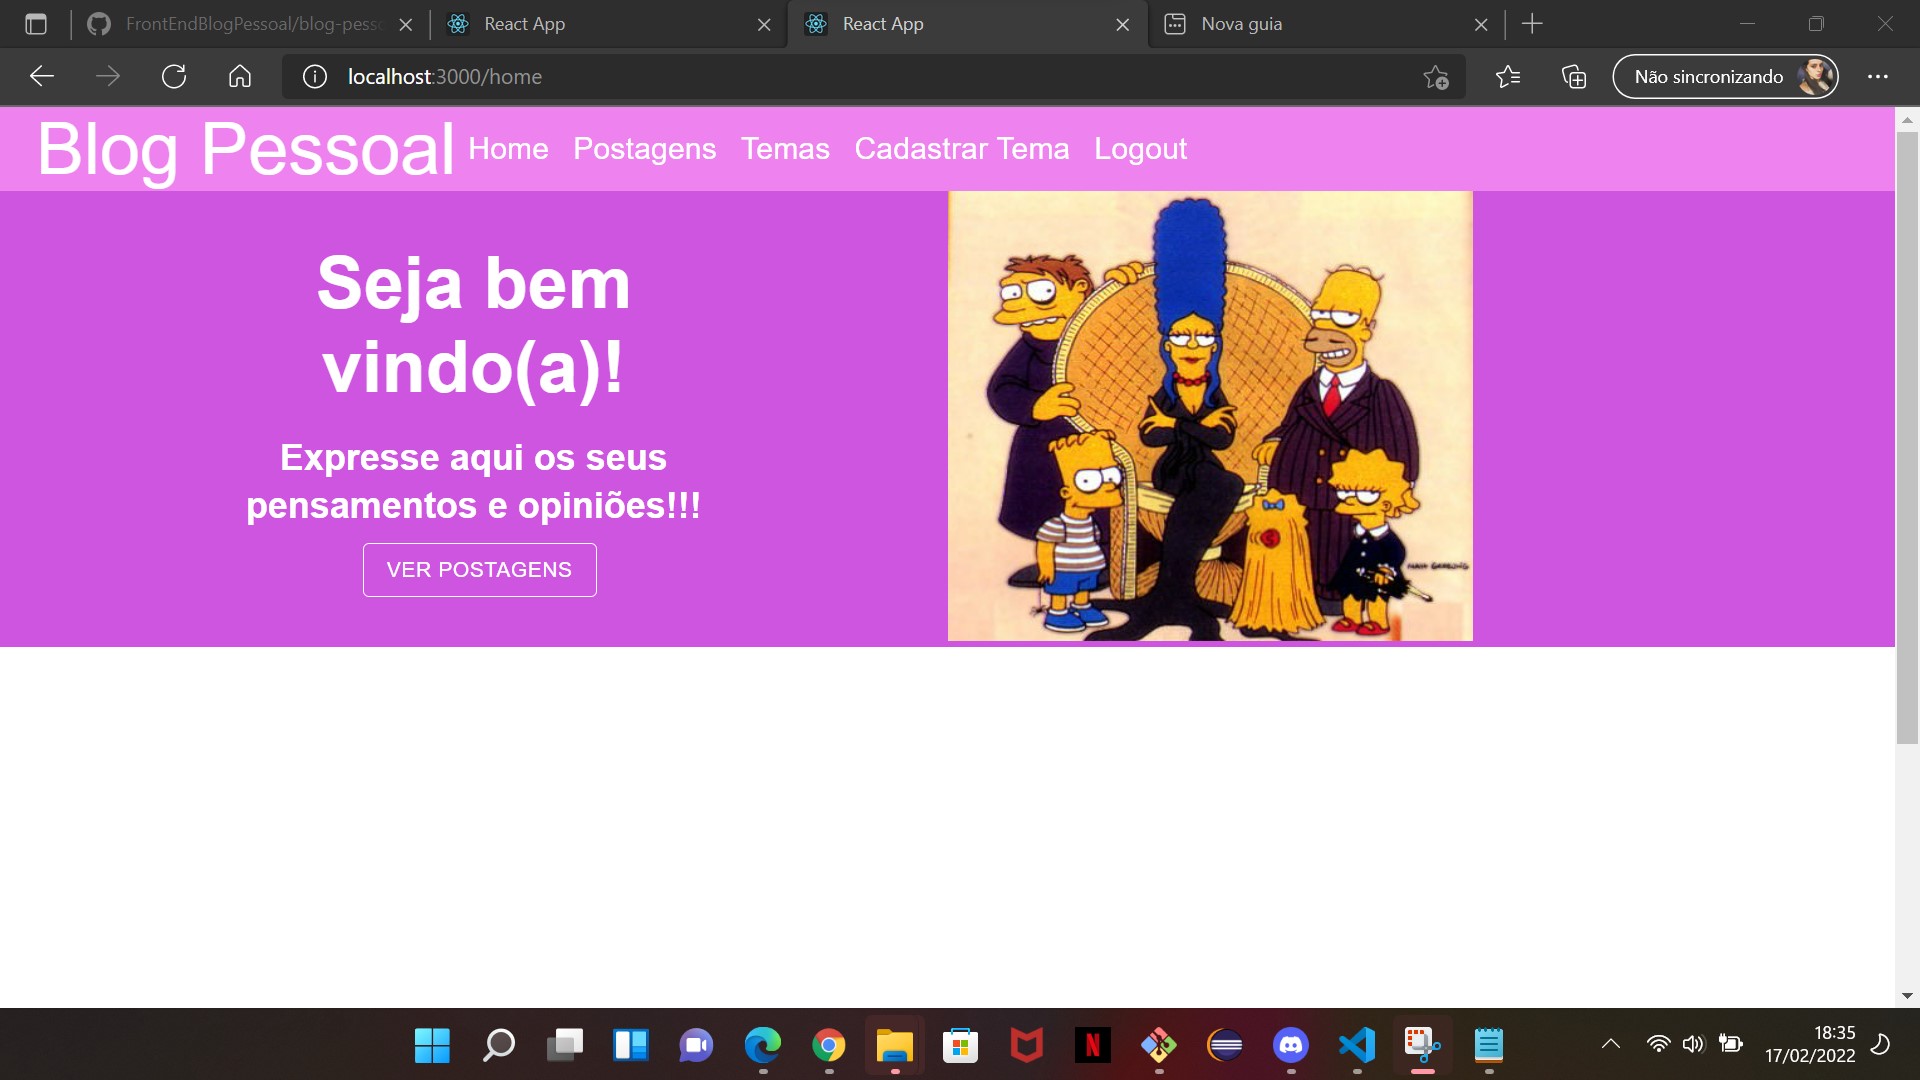 FrontEndBlogPessoal/blog-pess
React App
React App
Nova guia
localhost:3000/home
Não sincronizando
Blog Pessoal Home Postagens Temas Cadastrar Tema Logout
Seja bem
vindo(a)!
Expresse aqui os seus
pensamentos e opiniões!!!
VER POSTAGENS
MATT GROENING
S
N
18:35
17/02/2022